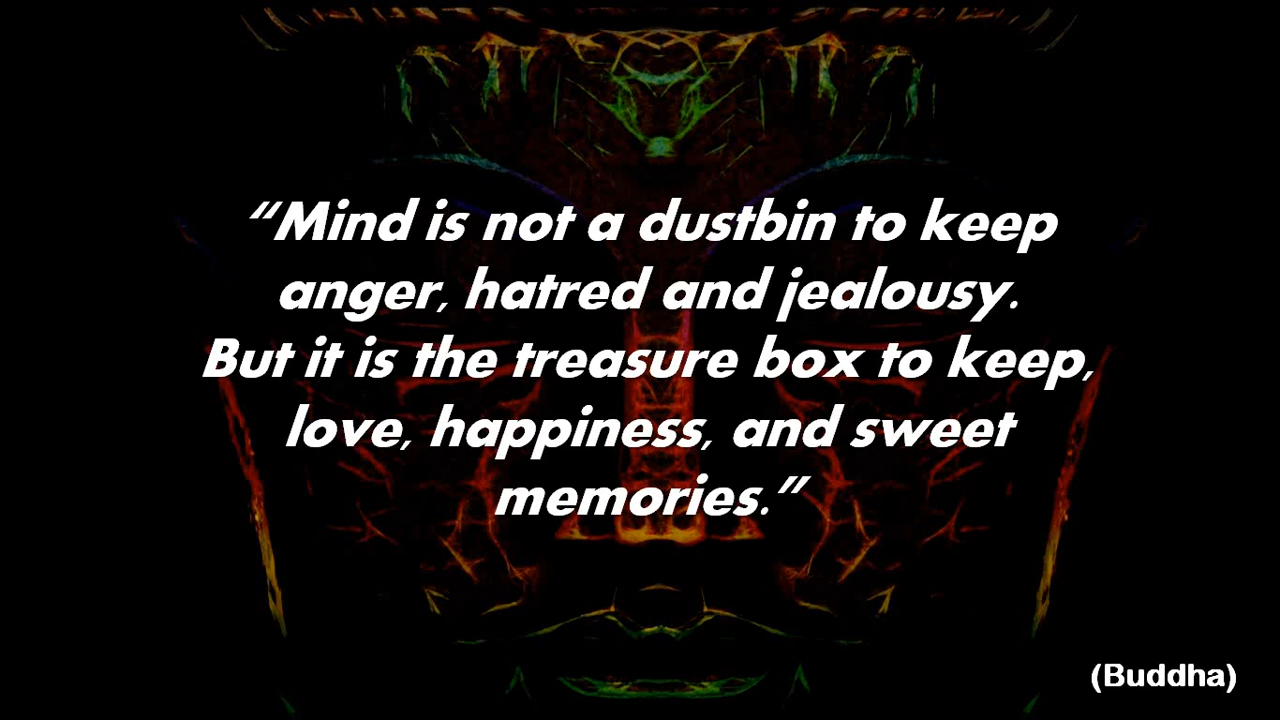 “Mind is not a dustbin to keep
anger, hatred and jealousy.
But it is the treasure box to keep,
love, happiness, and sweet
memories.”
(Buddha)